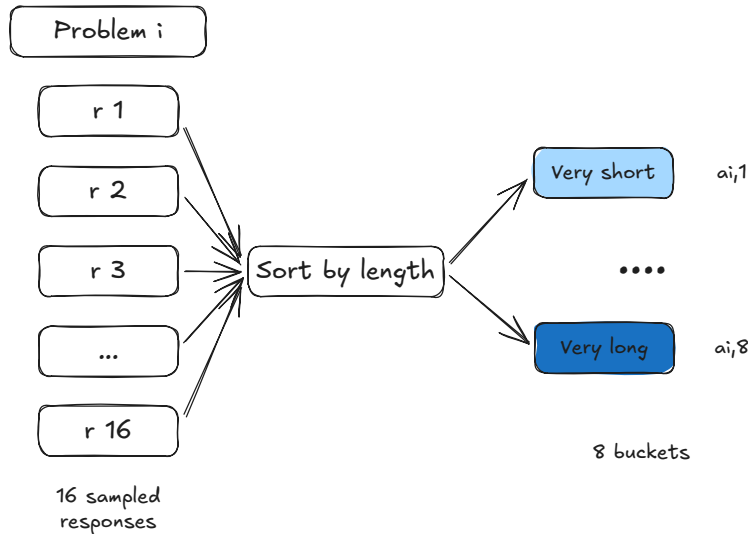 Problem i
r 1
r 2
r 3
...
r 16
16 sampled
responses
Sort by length
Very short
ai,1
....
Very long
ai,8
8 buckets